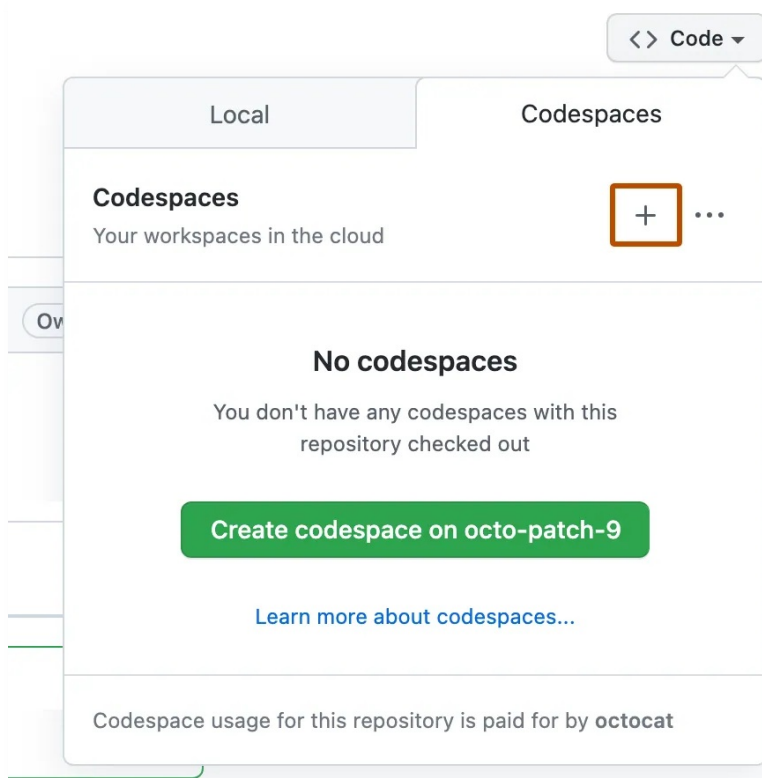 Code
Local
Codespaces
Codespaces
Your workspaces in the cloud
No codespaces
You don't have any codespaces with this
repository checked out
Create codespace on octo-patch-9
Learn more about codespaces...
Codespace usage for this repository is paid for by octocat